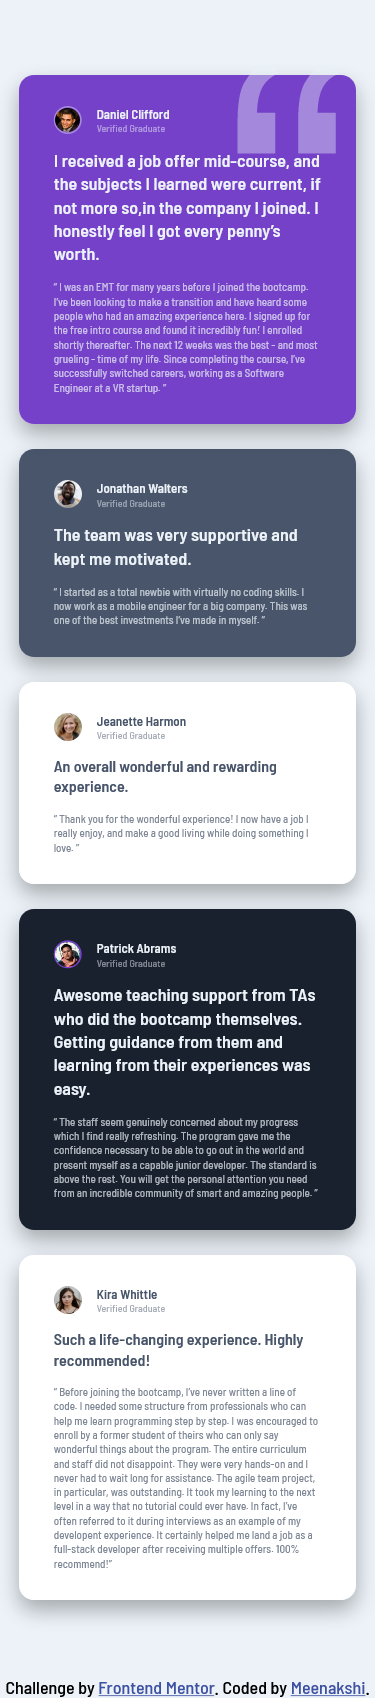 Daniel Clifford
Verified Graduate
I received a job offer mid-course, and
the subjects I learned were current, if
not more so,in the company I joined. I
honestly feel I got every penny’s
worth.
“ I was an EMT for many years before I joined the bootcamp.
I’ve been looking to make a transition and have heard some
people who had an amazing experience here. I signed up for
the free intro course and found it incredibly fun! I enrolled
shortly thereafter. The next 12 weeks was the best - and most
grueling - time of my life. Since completing the course, I’ve
successfully switched careers, working as a Software
Engineer at a VR startup. ”
Jonathan Walters
Verified Graduate
The team was very supportive and
kept me motivated.
“ I started as a total newbie with virtually no coding skills. I
now work as a mobile engineer for a big company. This was
one of the best investments I’ve made in myself. ”
Jeanette Harmon
Verified Graduate
An overall wonderful and rewarding
experience.
“ Thank you for the wonderful experience! I now have a job I
really enjoy, and make a good living while doing something I
love. ”
Patrick Abrams
Verified Graduate
Awesome teaching support from TAs
who did the bootcamp themselves.
Getting guidance from them and
learning from their experiences was
easy.
“ The staff seem genuinely concerned about my progress
which I find really refreshing. The program gave me the
confidence necessary to be able to go out in the world and
present myself as a capable junior developer. The standard is
above the rest. You will get the personal attention you need
from an incredible community of smart and amazing people. ”
Kira Whittle
Verified Graduate
Such a life-changing experience. Highly
recommended!
“ Before joining the bootcamp, I’ve never written a line of
code. I needed some structure from professionals who can
help me learn programming step by step. I was encouraged to
enroll by a former student of theirs who can only say
wonderful things about the program. The entire curriculum
and staff did not disappoint. They were very hands-on and I
never had to wait long for assistance. The agile team project,
in particular, was outstanding. It took my learning to the next
level in a way that no tutorial could ever have. In fact, I’ve
often referred to it during interviews as an example of my
developent experience. It certainly helped me land a job as a
full-stack developer after receiving multiple offers. 100%
recommend!”
Challenge by Frontend Mentor. Coded by Meenakshi.